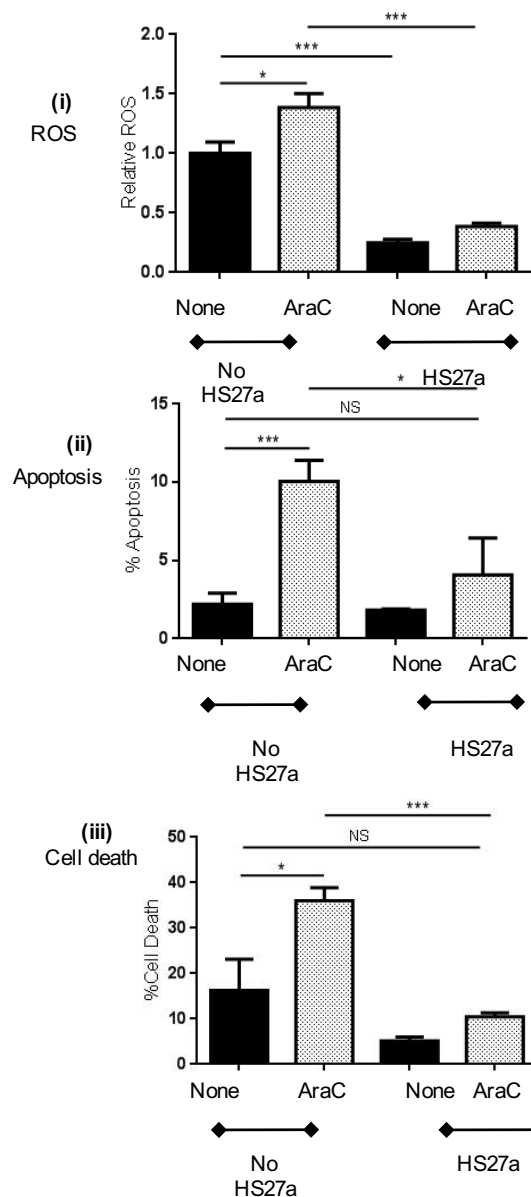 ***
***
*
(i)
ROS
Relative ROS
2.0
1.5
1.0
0.5
0.0
None AraC None AraC
No
HS27a
HS27a
*
NS
***
(ii)
Apoptosis
% Apoptosis
15
10
5
0
None AraC None AraC
No
HS27a
HS27a
***
NS
*
(iii)
Cell death
%Cell Death
50
40
30
20
10
0
None AraC None AraC
No
HS27a
HS27a